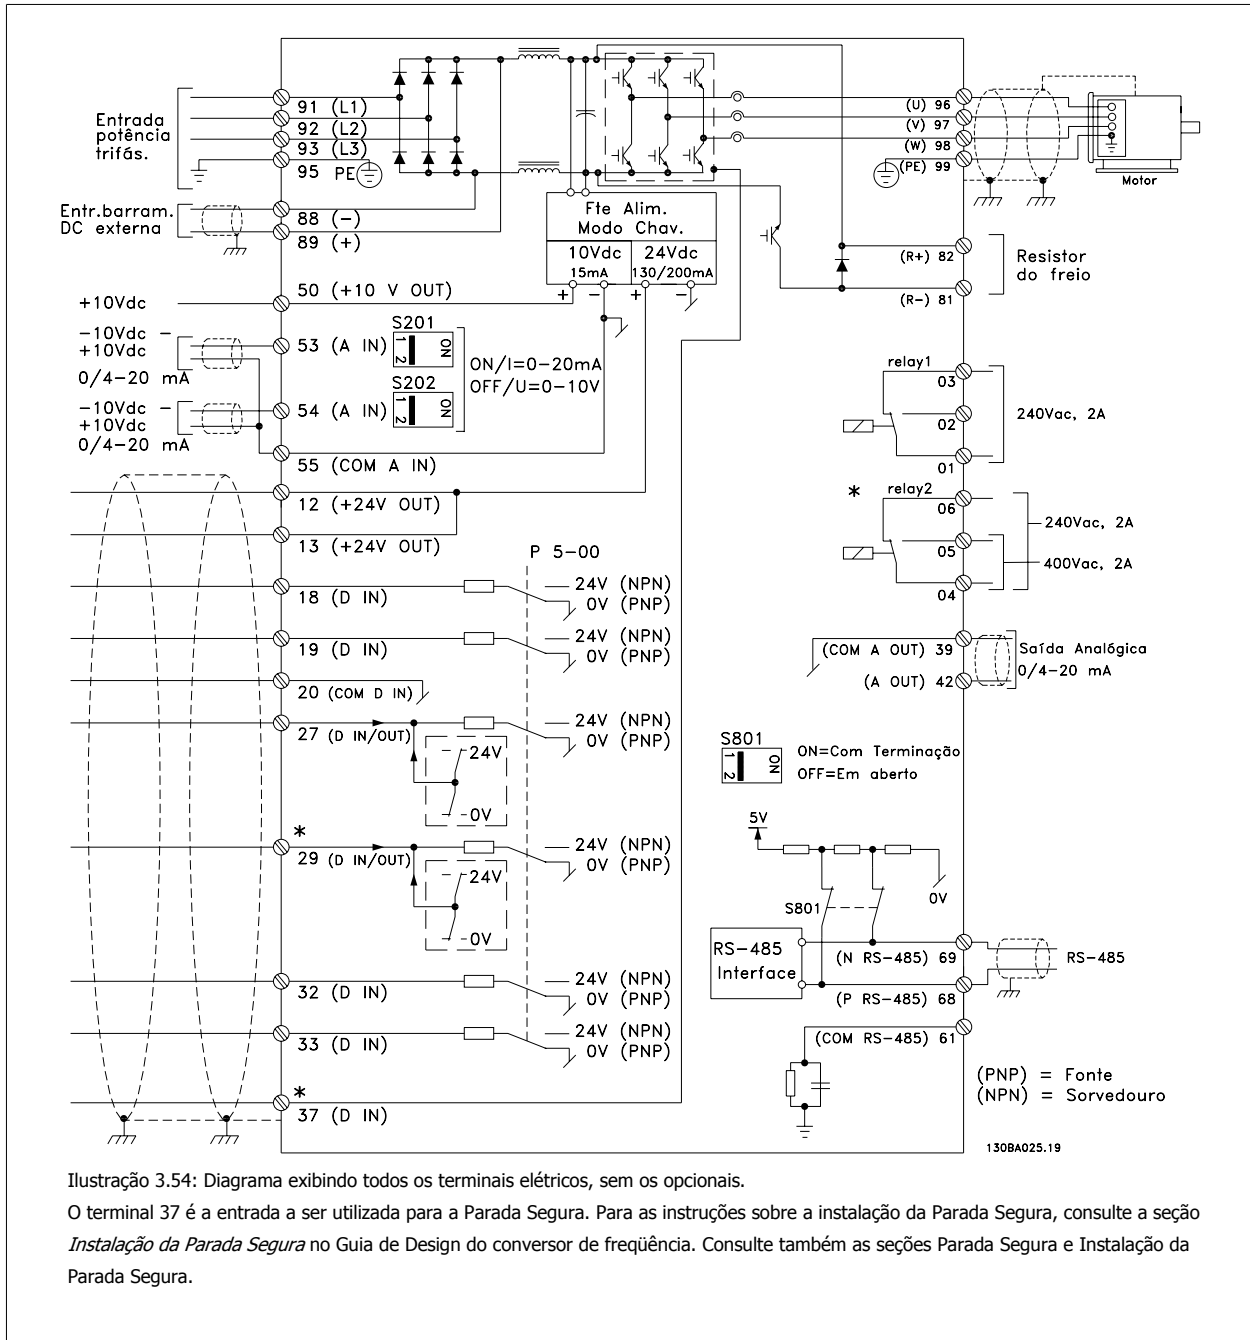 Entrada
potência
trifás.
91 (L1)
92 (L2)
93 (L3)
95 PE
Entr.barram.
DC externa
88 (−)
89 (+)
+10Vdc
50 (+10 V OUT)
−10Vdc −
+10Vdc
0/4−20 mA
53 (A IN)
S201
1 2
ON
S202
1 2
ON
ON/I=0−20mA
OFF/U=0−10V
−10Vdc −
+10Vdc
0/4−20 mA
54 (A IN)
55 (COM A IN)
12 (+24V OUT)
13 (+24V OUT)
P 5−00
18 (D IN)
24V (NPN)
0V (PNP)
19 (D IN)
24V (NPN)
0V (PNP)
20 (COM D IN)
27 (D IN/OUT)
24V (NPN)
0V (PNP)
24V
0V
*
29 (D IN/OUT)
24V (NPN)
0V (PNP)
24V
0V
32 (D IN)
24V (NPN)
0V (PNP)
33 (D IN)
24V (NPN)
0V (PNP)
*
37 (D IN)
Fte Alim.
Modo Chav.
10Vdc
15mA
24Vdc
130/200mA
+ − + −
(U) 96
(V) 97
(W) 98
(PE) 99
Motor
(R+) 82
(R−) 81
Resistor
do freio
relay1
03
02
01
240Vac, 2A
*
relay2
06
05
04
240Vac, 2A
400Vac, 2A
(COM A OUT) 39
(A OUT) 42
Saída Analógica
0/4−20 mA
S801
1 2
ON
ON=Com Terminação
OFF=Em aberto
5V
0V
S801
RS−485
Interface
(N RS−485) 69
(P RS−485) 68
RS−485
(COM RS−485) 61
(PNP) = Fonte
(NPN) = Sorvedouro
130BA025.19
Ilustração 3.54: Diagrama exibindo todos os terminais elétricos, sem os opcionais.
O terminal 37 é a entrada a ser utilizada para a Parada Segura. Para as instruções sobre a instalação da Parada Segura, consulte a seção
Instalação da Parada Segura no Guia de Design do conversor de freqüência. Consulte também as seções Parada Segura e Instalação da
Parada Segura.